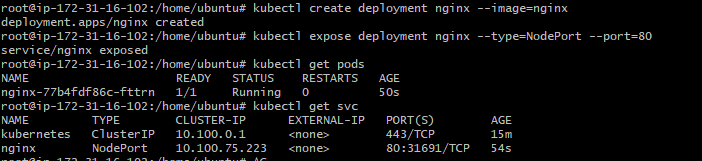 root@ip-172-31-16-102:/home/ubuntu# kubectl create deployment nginx --image=nginx
deployment.apps/nginx created
root@ip-172-31-16-102:/home/ubuntu# kubectl expose deployment nginx --type=NodePort --port=80
service/nginx exposed
root@ip-172-31-16-102:/home/ubuntu# kubectl get pods
NAME READY STATUS RESTARTS AGE
nginx-77b4fdf86c-fttrn 1/1 Running 0 50s
root@ip-172-31-16-102:/home/ubuntu# kubectl get svc
NAME TYPE CLUSTER-IP EXTERNAL-IP PORT(S) AGE
kubernetes ClusterIP 10.100.0.1 <none> 443/TCP 15m
nginx NodePort 10.100.75.223 <none> 80:31691/TCP 54s